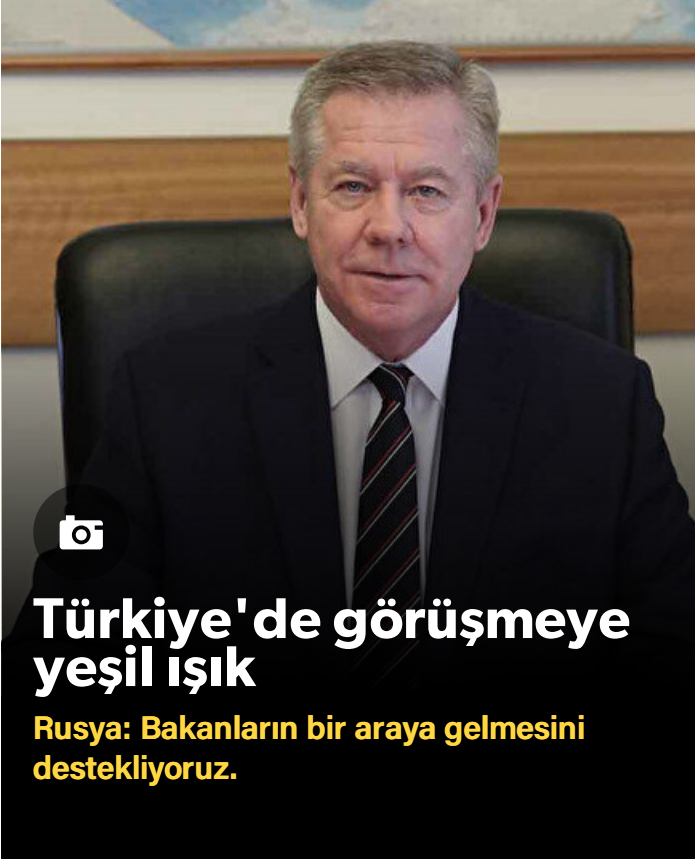 Türkiye'de görüşmeye
yeşil ışık
Rusya: Bakanların bir araya gelmesini
destekliyoruz.